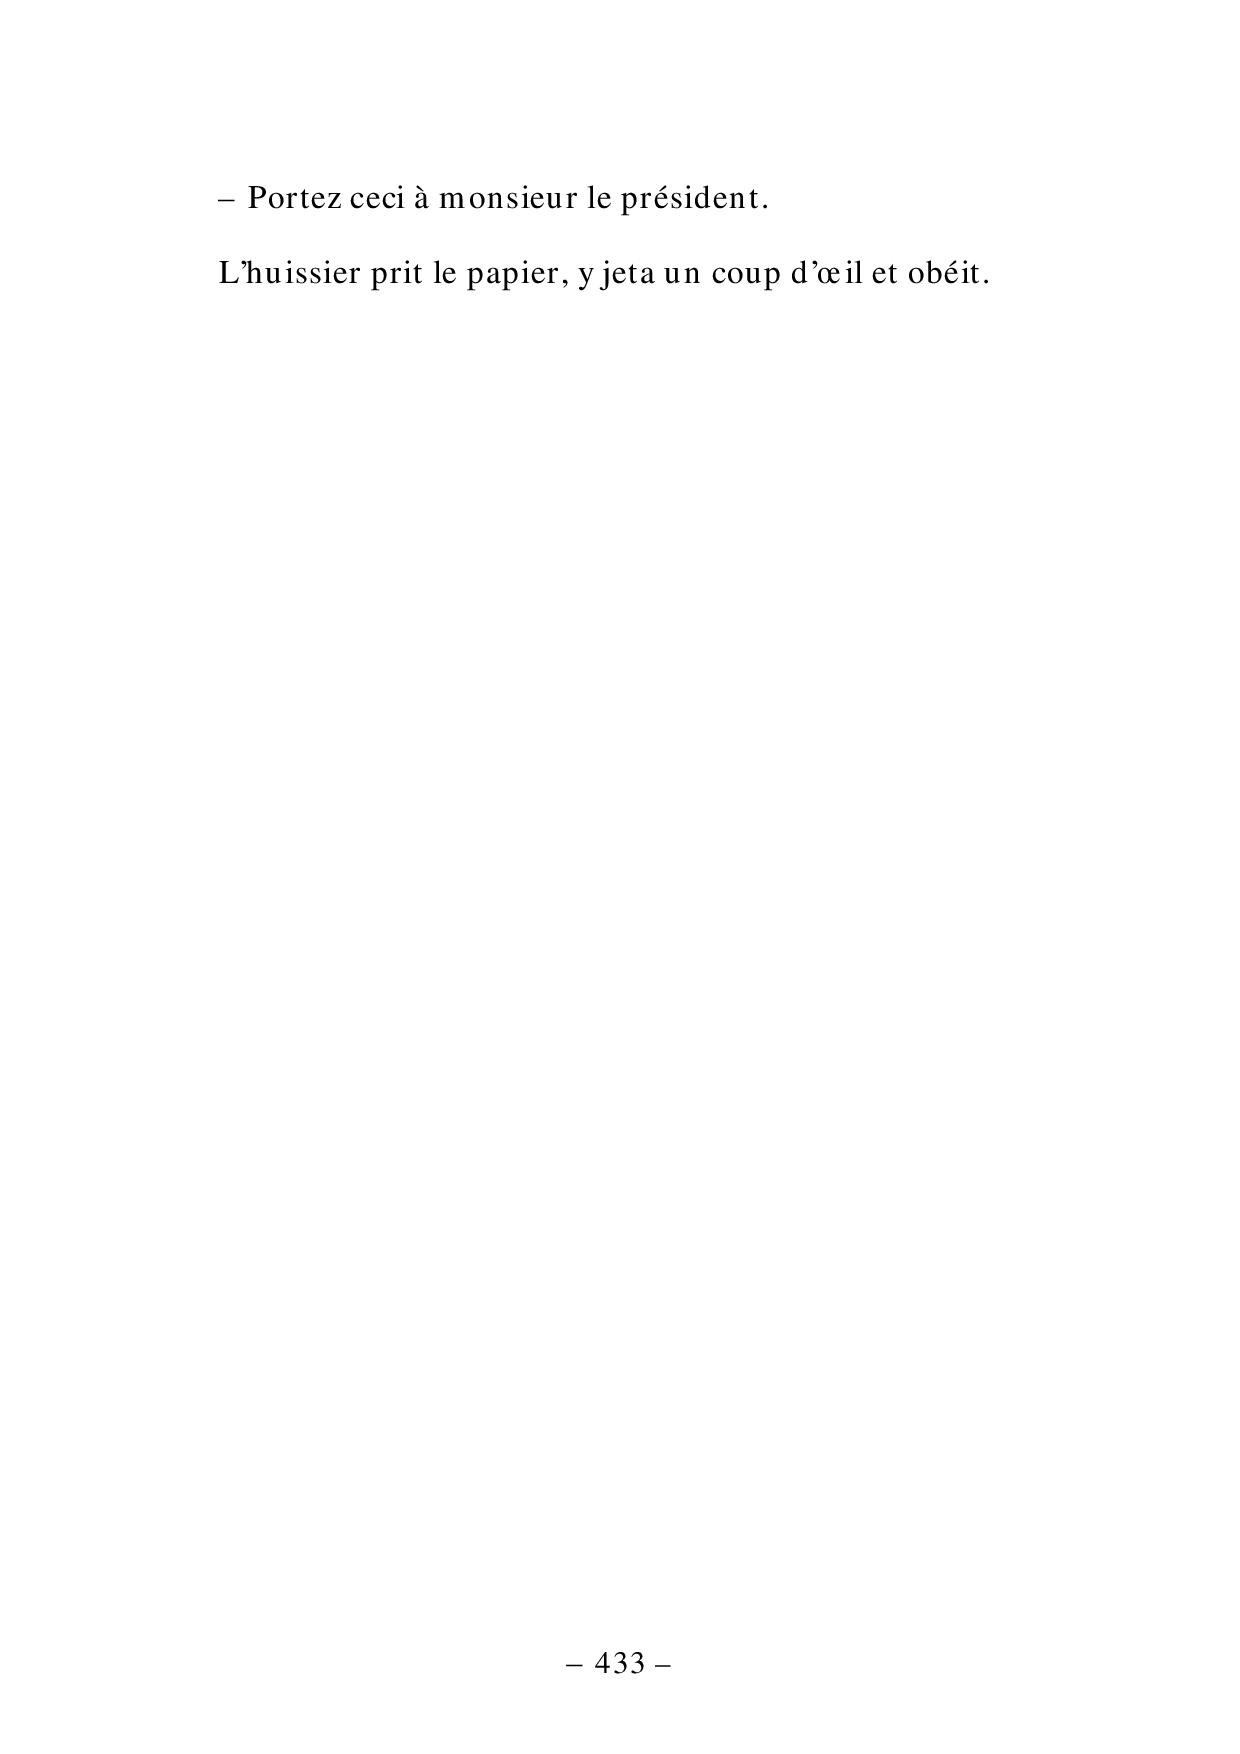 – Portez ceci à monsieur le président.
L’huissier prit le papier, y jeta un coup d’œil et obéit.
– 433 –